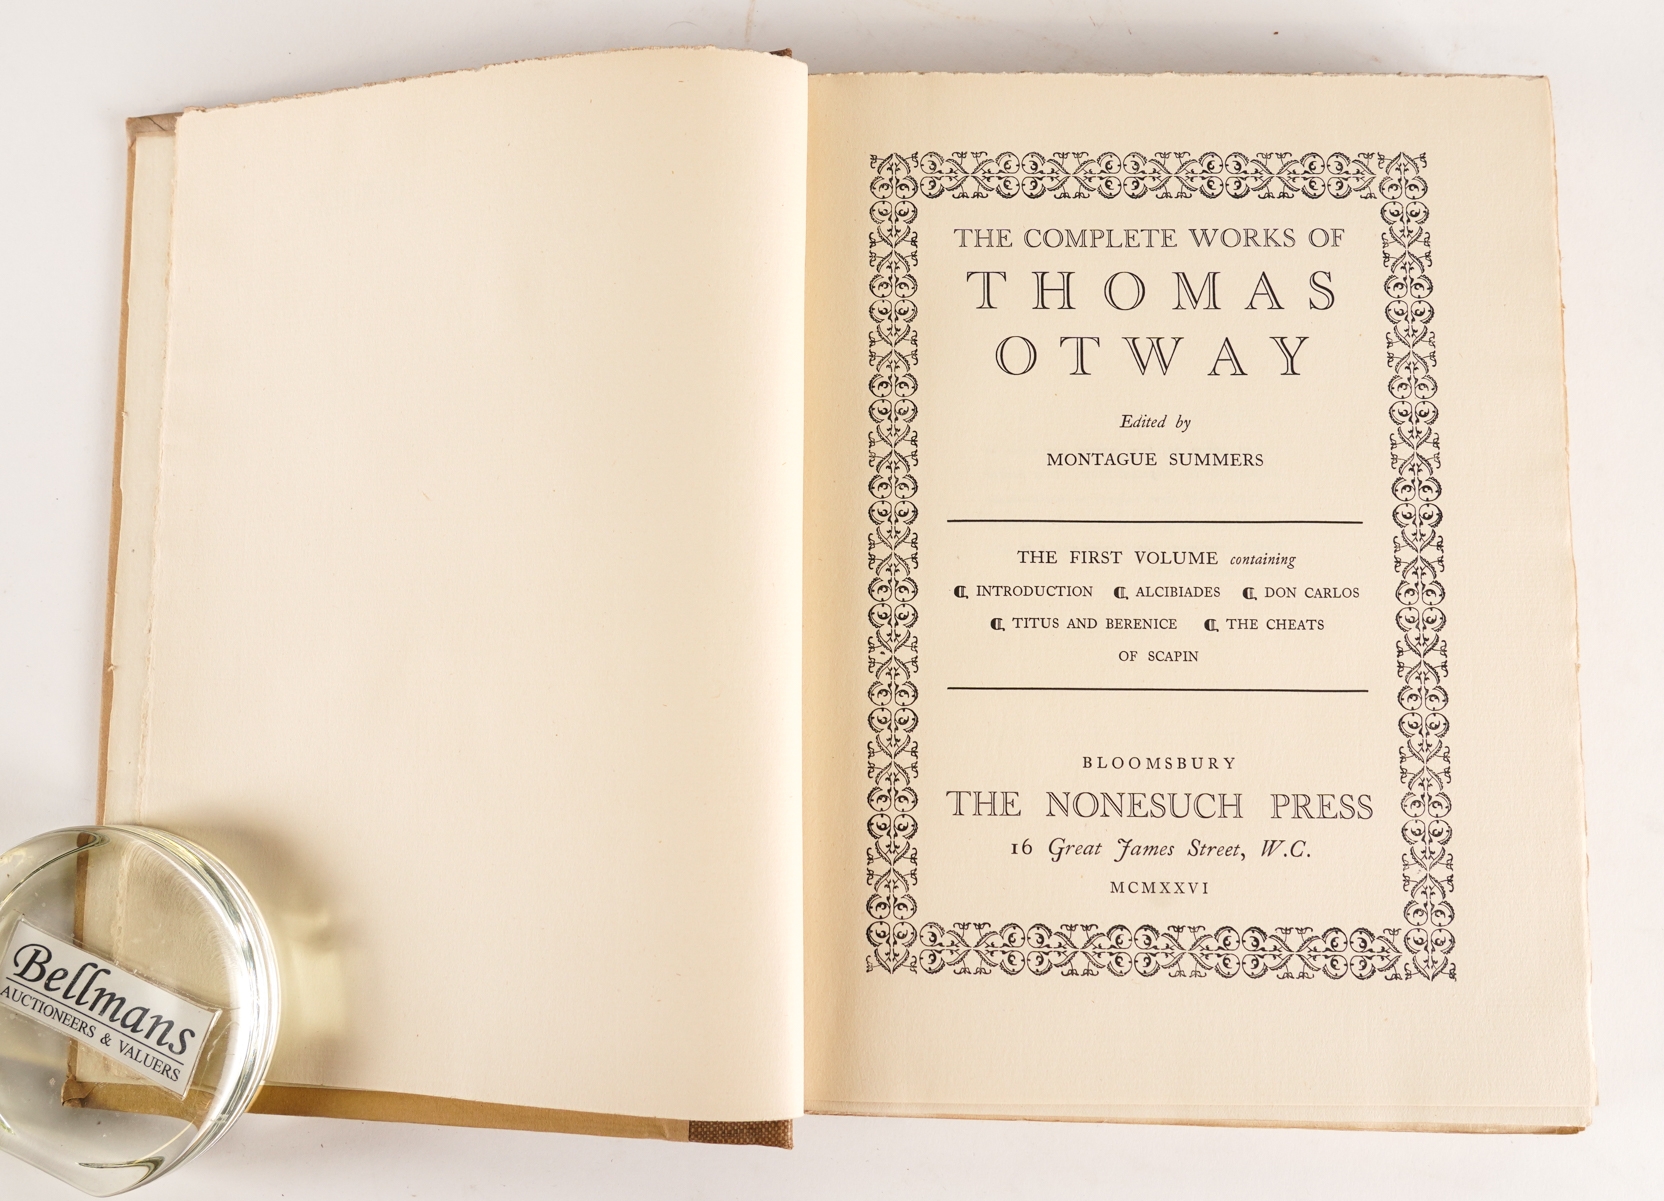 THE COMPLETE WORKS OF
THOMAS
OTWAY
Edited by
MONTAGUE SUMMERS
THE FIRST VOLUME containing
INTRODUCTION ALCIBIADES DON CARLOS
TITUS AND BERENICE THE CHEATS
OF SCAPIN
BLOOMSBURY
THE NONESUCH PRESS
16 Great James Street, W.C.
MCMXXVI
Bellmans
AUCTIONEERS & VALUERS